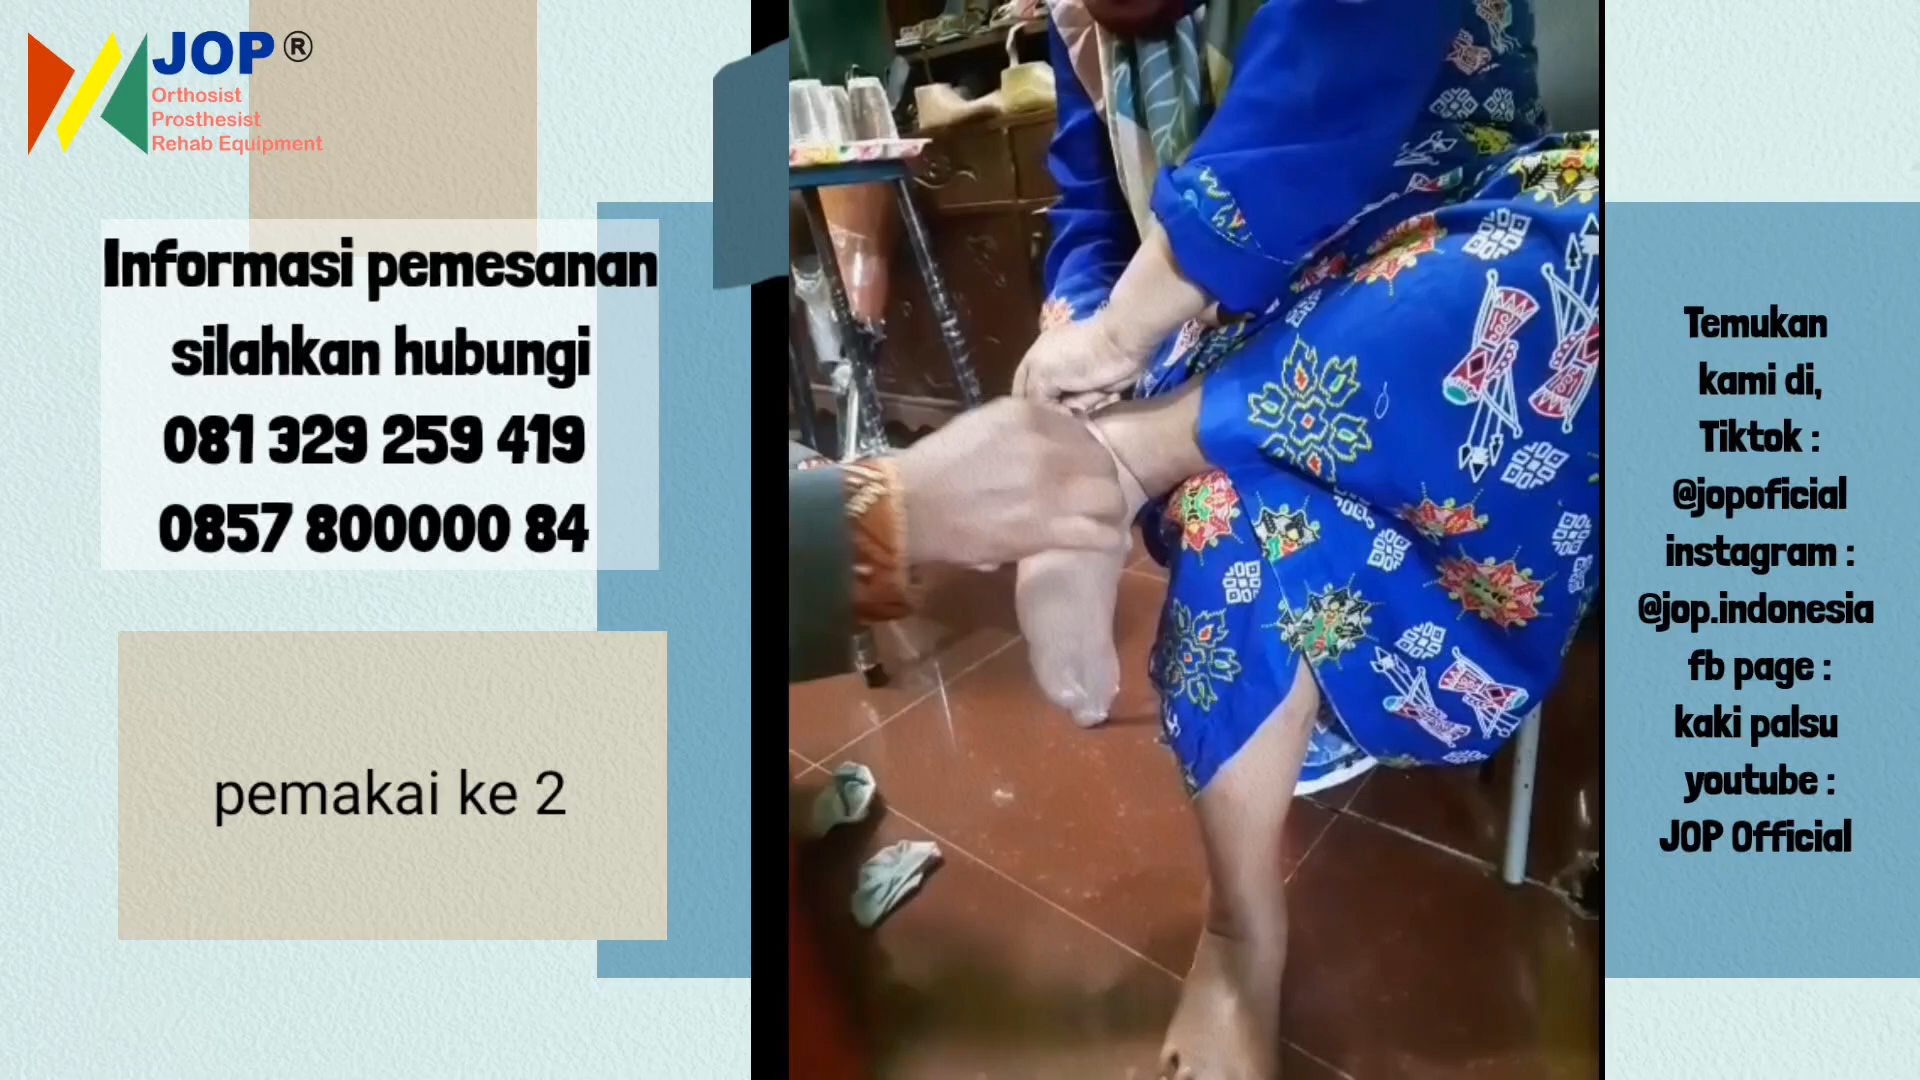 JOP ®
Orthosist
Prosthesist
Rehab Equipment
Informasi pemesanan
silahkan hubungi
081 329 259 419
0857 800000 84
pemakai ke 2
Temukan
kami di,
Tiktok :
@jopoficial
instagram :
@jop.indonesia
fb page :
kaki palsu
youtube :
JOP Official